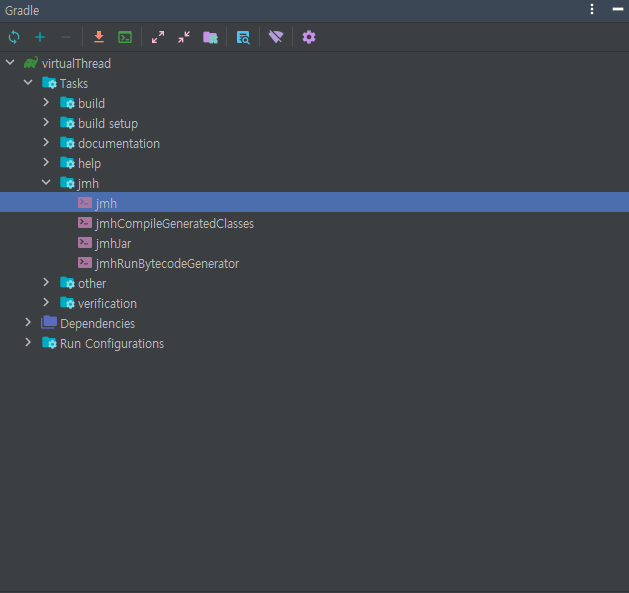 Gradle
virtualThread
Tasks
build
build setup
documentation
help
jmh
jmh
jmhCompileGeneratedClasses
jmhJar
jmhRunBytecodeGenerator
other
verification
Dependencies
Run Configurations